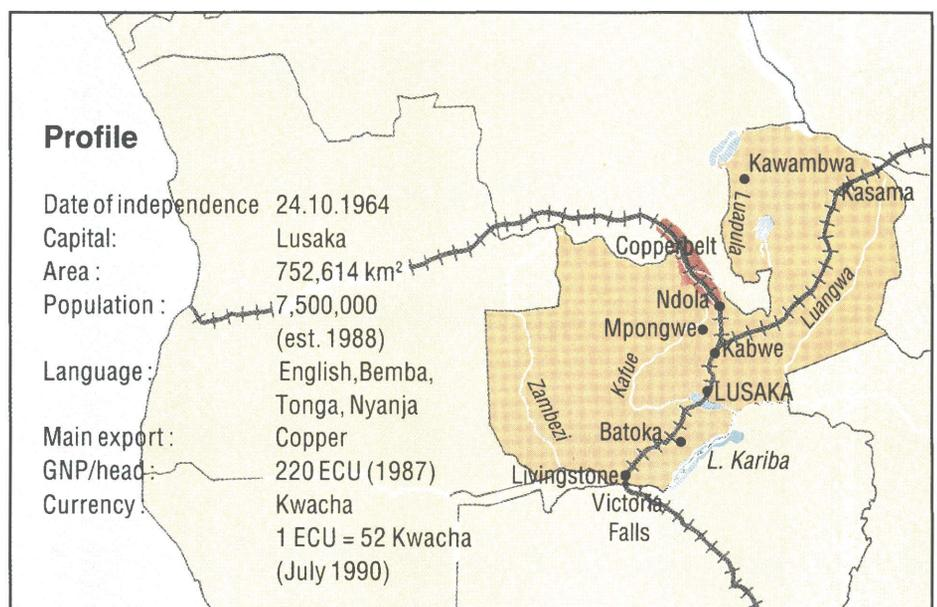 Profile
Date of independence 24.10.1964
Capital: Lusaka
Area : 752,614 km²
Population : 7,500,000
(est. 1988)
Language : English,Bemba,
Tonga, Nyanja
Main export : Copper
GNP/head : 220 ECU (1987)
Currency : Kwacha
1 ECU = 52 Kwacha
(July 1990)
Kawambwa
Kasama
Luapula
Copperbelt
Luangwa
Ndola
Mpongwe
Kabwe
Kafue
LUSAKA
Zambezi
Batoka
L. Kariba
Livingstone
Victoria
Falls